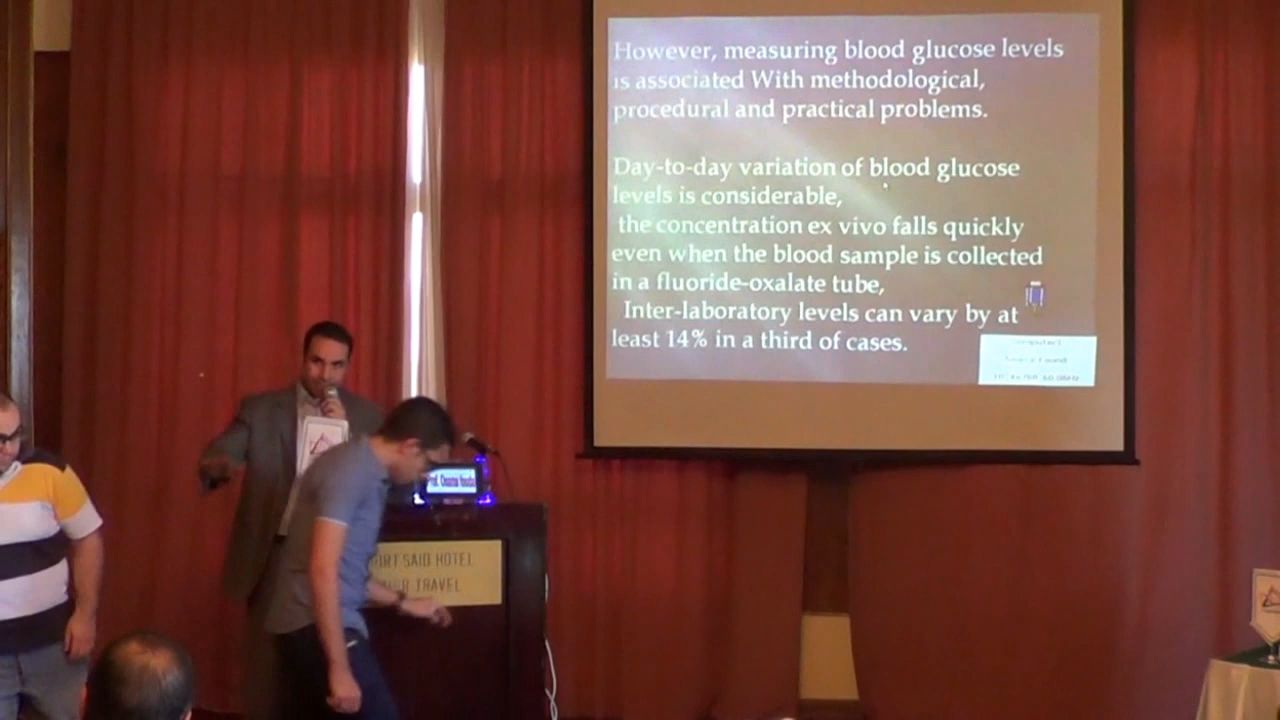 However, measuring blood glucose levels
is associated With methodological,
procedural and practical problems.
Day-to-day variation of blood glucose
levels is considerable,
the concentration ex vivo falls quickly
even when the blood sample is collected
in a fluoride-oxalate tube,
Inter-laboratory levels can vary by at
least 14% in a third of cases.
Prof. Osama
SAID HOTEL
TRAVEL